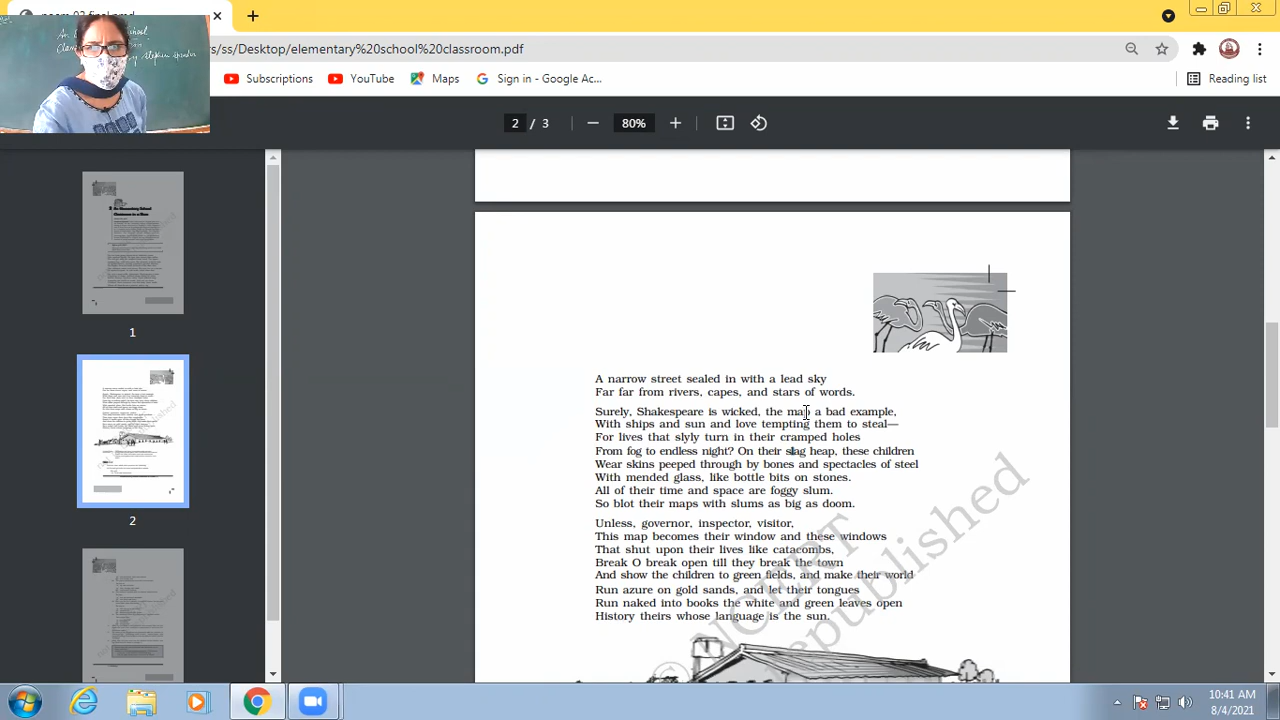 An
School
by Stephen Spender
/ss/Desktop/elementary%20school%20classroom.pdf
Subscriptions
YouTube
Maps
Sign in - Google Ac...
Reading list
2 / 3
80%
1
2
A narrow street sealed in with a lead sky
Far far from rivers, capes, and stars of words.
Surely, Shakespeare is wicked, the map a bad example,
With ships and sun and love tempting them to steal—
For lives that slyly turn in their cramped holes
From fog to endless night? On their slag heap, these children
Wear skins peeped through by bones and spectacles of steel
With mended glass, like bottle bits on stones.
All of their time and space are foggy slum.
So blot their maps with slums as big as doom.
Unless, governor, inspector, visitor,
This map becomes their window and these windows
That shut upon their lives like catacombs,
Break O break open till they break the town
And show the children to green fields, and make their world
Run azure on gold sands, and let their tongues
Run naked into books the white and green leaves open
History theirs whose language is the sun.
© NCERT
republished
10:41 AM
8/4/2021